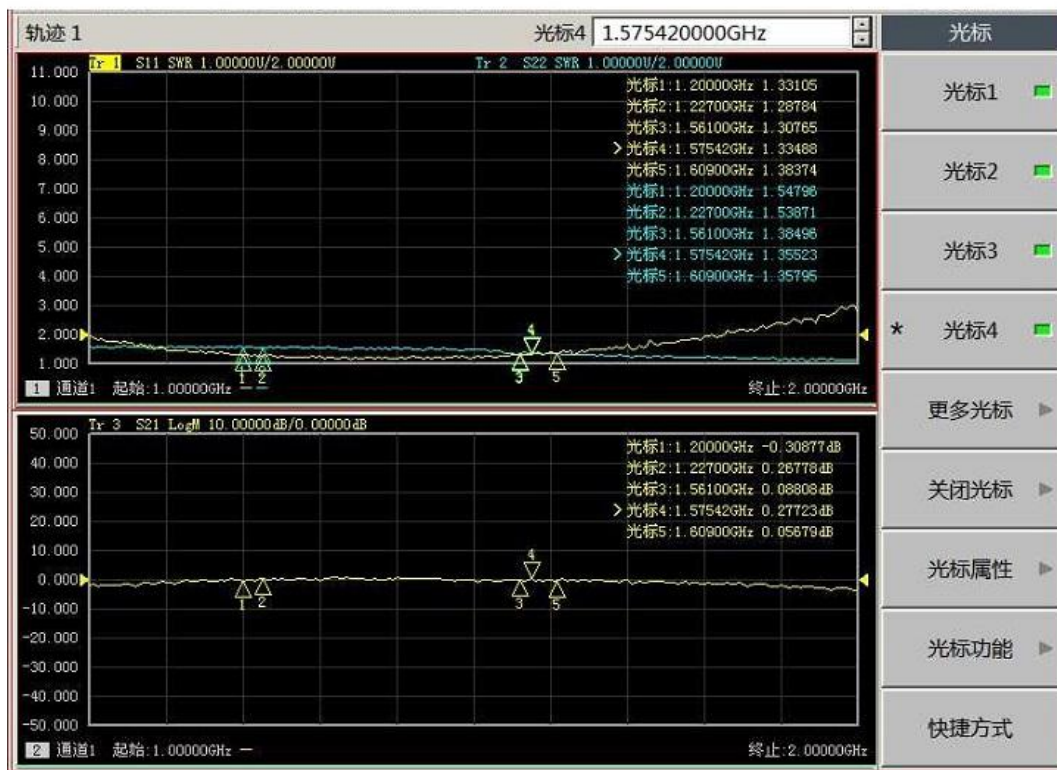 轨迹 1
光标4 1.575420000GHz
光标
Tr 1 S11 SWR 1.00000U/2.00000U
Tr 2 S22 SWR 1.00000U/2.00000U
11.000
10.000
9.000
8.000
7.000
6.000
5.000
4.000
3.000
2.000
1.000
光标1:1.20000GHz 1.33105
光标2:1.22700GHz 1.28784
光标3:1.56100GHz 1.30765
>光标4:1.57542GHz 1.33488
光标5:1.60900GHz 1.38374
光标1:1.20000GHz 1.54796
光标2:1.22700GHz 1.53871
光标3:1.56100GHz 1.38496
>光标4:1.57542GHz 1.35523
光标5:1.60900GHz 1.35795
4
1
2
3
5
1 通道1 起始:1.00000GHz
终止:2.00000GHz
Tr 3 S21 LogM 10.00000dB/0.00000dB
50.000
40.000
30.000
20.000
10.000
0.000
-10.000
-20.000
-30.000
-40.000
-50.000
光标1:1.20000GHz -0.30877dB
光标2:1.22700GHz 0.26778dB
光标3:1.56100GHz 0.08808dB
>光标4:1.57542GHz 0.27723dB
光标5:1.60900GHz 0.05679dB
4
1
2
3
5
2 通道1 起始:1.00000GHz
终止:2.00000GHz
光标1
光标2
光标3
* 光标4
更多光标
关闭光标
光标属性
光标功能
快捷方式